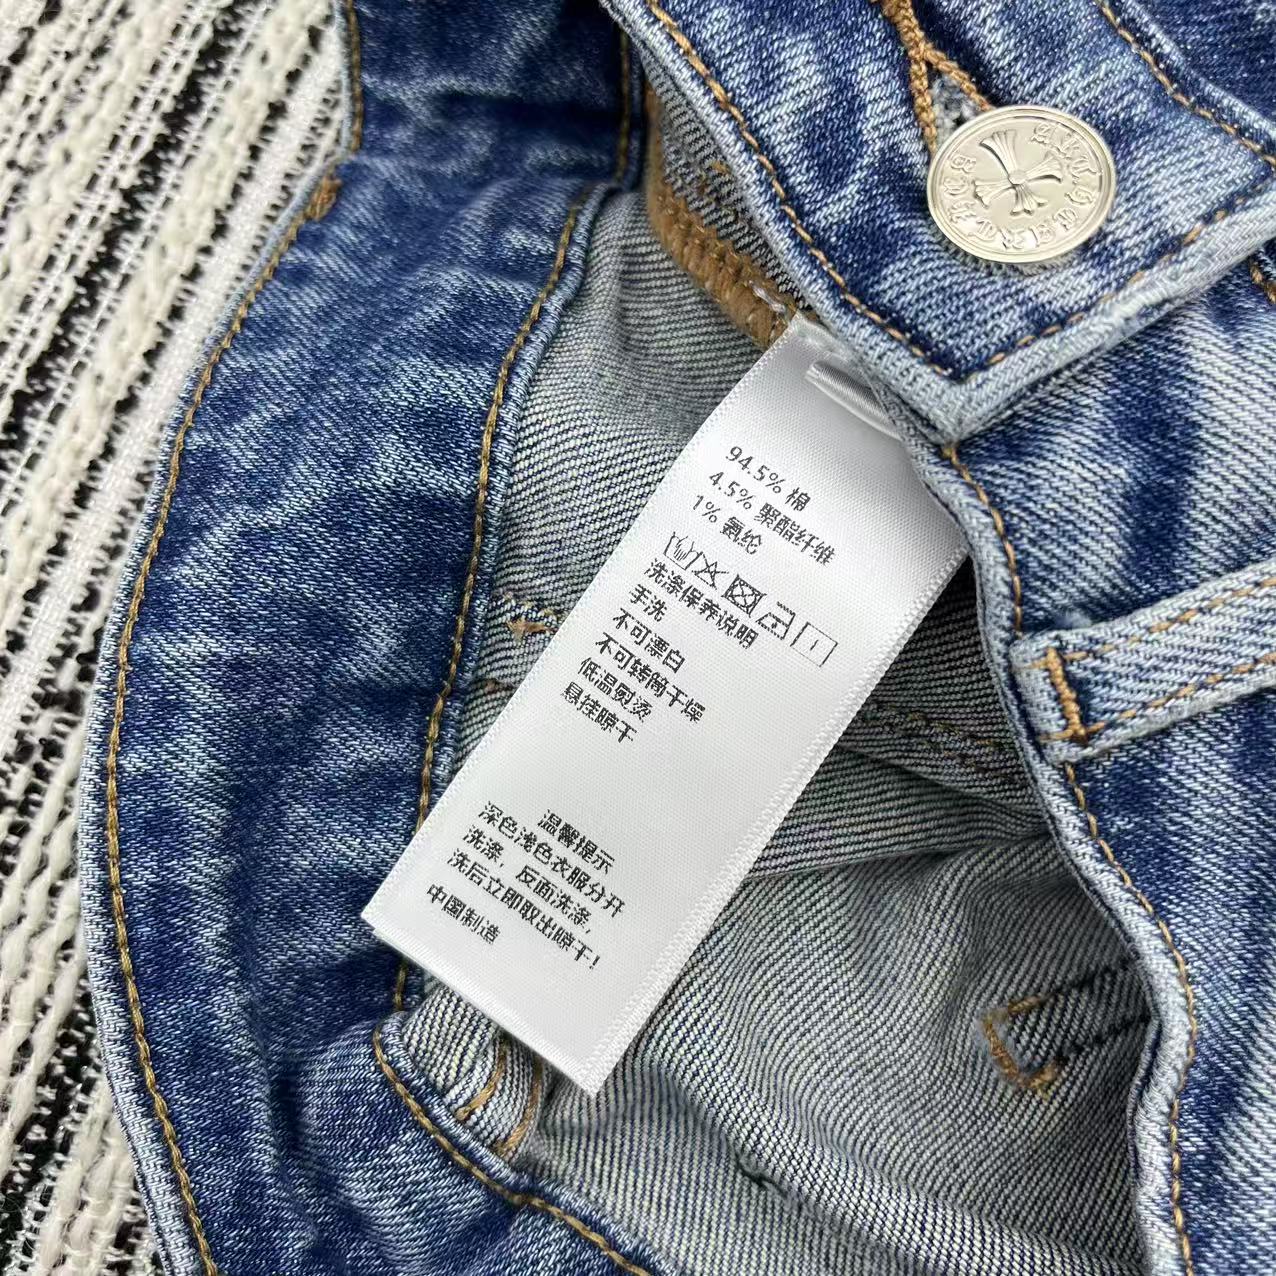 94.5% 棉
4.5% 聚酯纤维
1% 氨纶
洗涤保养说明
手洗
不可漂白
不可转筒干燥
低温熨烫
悬挂晾干
温馨提示
深色浅色衣服分开
洗涤，反面洗涤，
洗后立即取出晾干!
中国制造